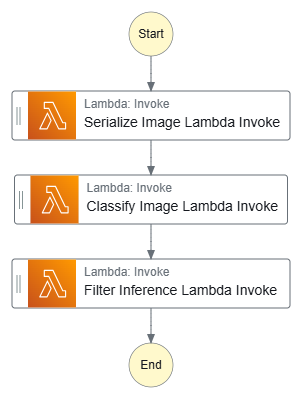 Start
Lambda: Invoke
Serialize Image Lambda Invoke
Lambda: Invoke
Classify Image Lambda Invoke
Lambda: Invoke
Filter Inference Lambda Invoke
End